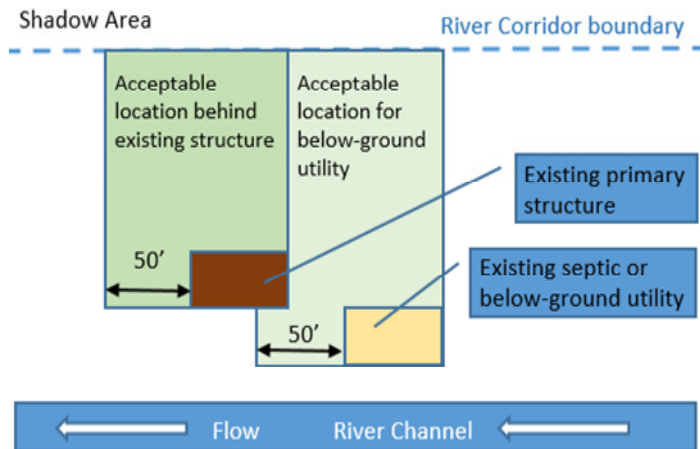 Shadow Area
River Corridor boundary
Acceptable
location behind
existing structure
Acceptable
location for
below-ground
utility
Existing primary
structure
50’
Existing septic or
below-ground utility
50’
Flow
River Channel